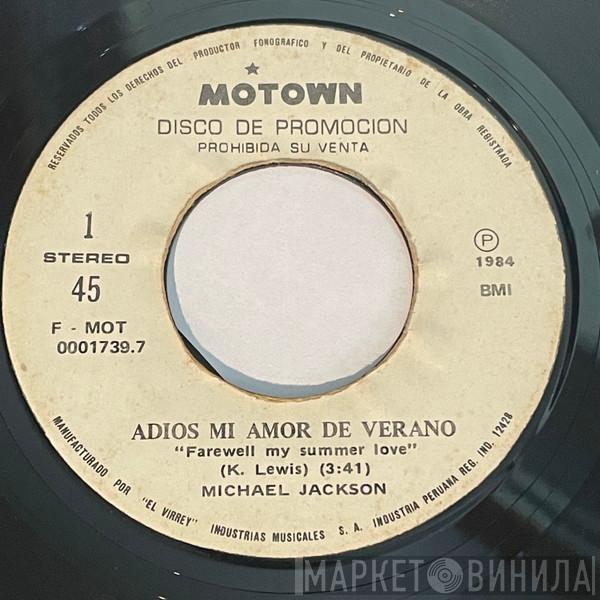 RESERVADOS TODOS LOS DERECHOS DEL PRODUCTOR FONOGRAFICO Y DEL PROPIETARIO DE LA OBRA REGISTRADA
MOTOWN
DISCO DE PROMOCION
PROHIBIDA SU VENTA
1
STEREO
45
F - MOT
0001739.7
P
1984
BMI
ADIOS MI AMOR DE VERANO
"Farewell my summer love"
(K. Lewis) (3:41)
MICHAEL JACKSON
MANUFACTURADO POR "EL VIRREY" INDUSTRIAS MUSICALES S. A. INDUSTRIA PERUANA REG. IND. 12428
МАРКЕТ ВИНИЛА